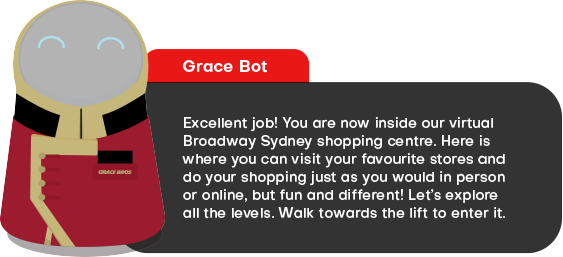 Grace Bot
Excellent job! You are now inside our virtual
Broadway Sydney shopping centre. Here is
where you can visit your favourite stores and
do your shopping just as you would in person
or online, but fun and different! Let's explore
all the levels. Walk towards the lift to enter it.
GRACE BROS